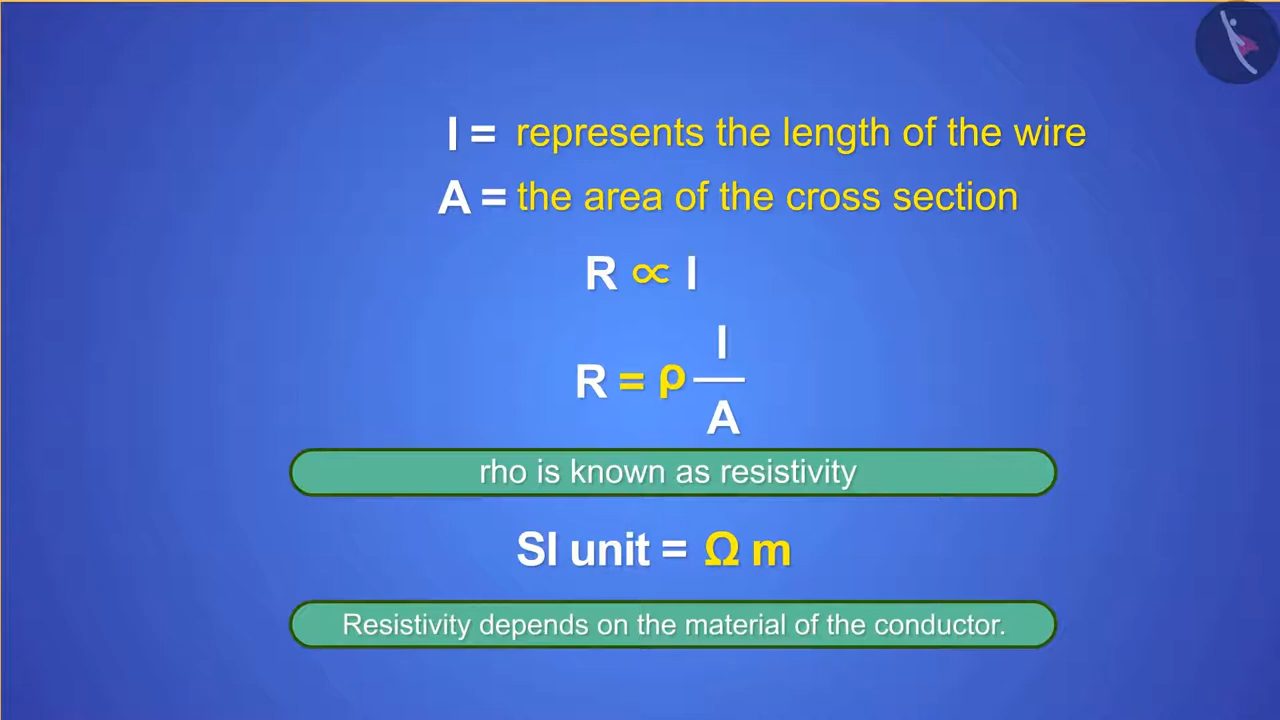 l = represents the length of the wire
A = the area of the cross section
R ∝ l
R = ρ l
A
rho is known as resistivity
SI unit = Ω m
Resistivity depends on the material of the conductor.